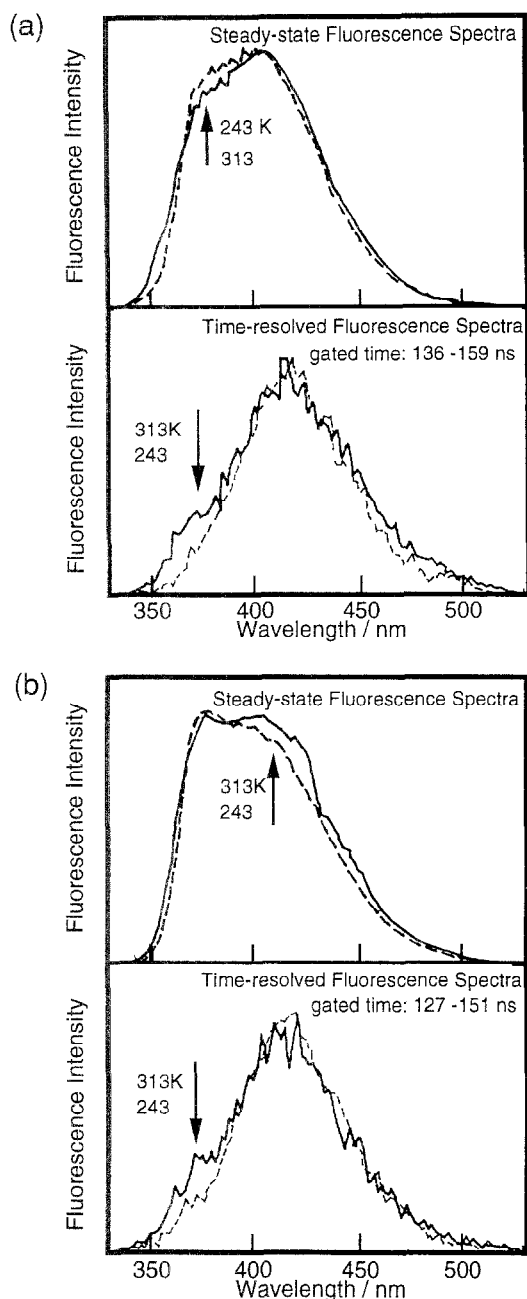 (a)
Steady-state Fluorescence Spectra
Fluorescence Intensity
243 K
313
Time-resolved Fluorescence Spectra
gated time: 136 -159 ns
Fluorescence Intensity
313K
243
350 400 450 500
Wavelength / nm
(b)
Steady-state Fluorescence Spectra
Fluorescence Intensity
313K
243
Time-resolved Fluorescence Spectra
gated time: 127 -151 ns
Fluorescence Intensity
313K
243
350 400 450 500
Wavelength / nm